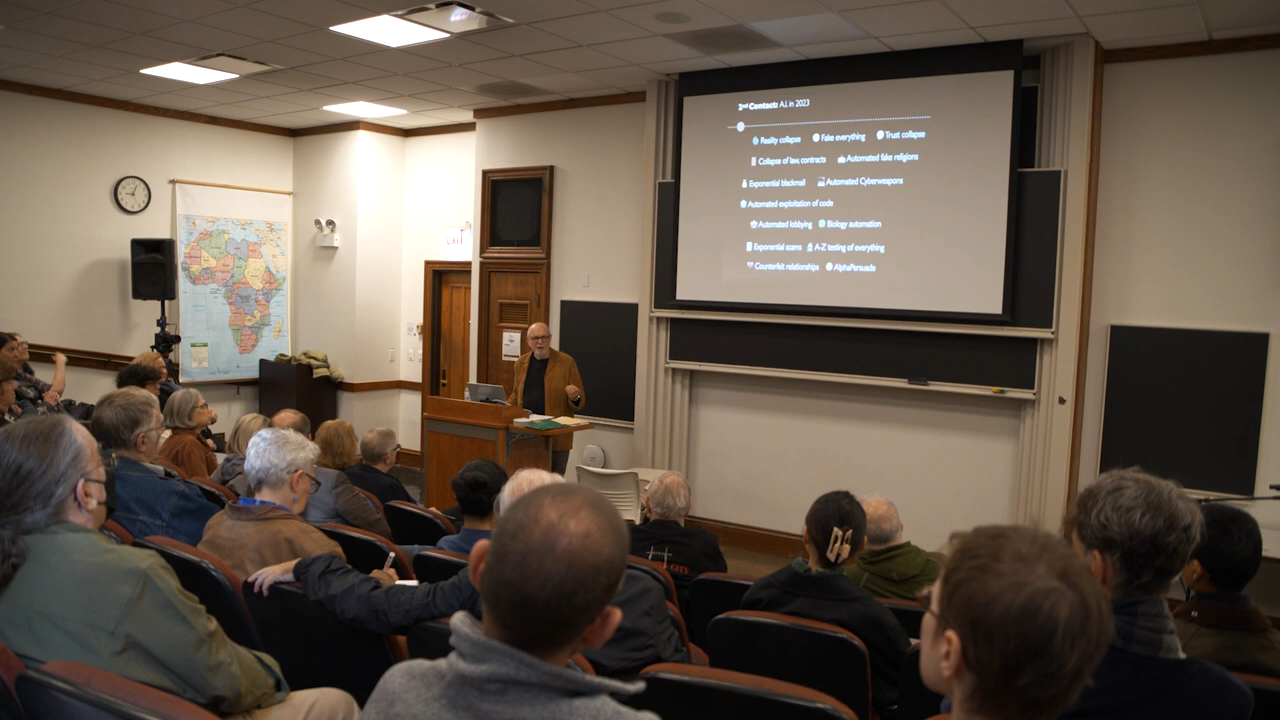 2nd Contact: A.I. in 2023
Reality collapse Fake everything Trust collapse
Collapse of law, contracts Automated fake religions
Exponential blackmail Automated Cyberweapons
Automated exploitation of code
Automated lobbying Biology automation
Exponential scams A-Z testing of everything
Counterfeit relationships AlphaPersuade
EXIT
CITY